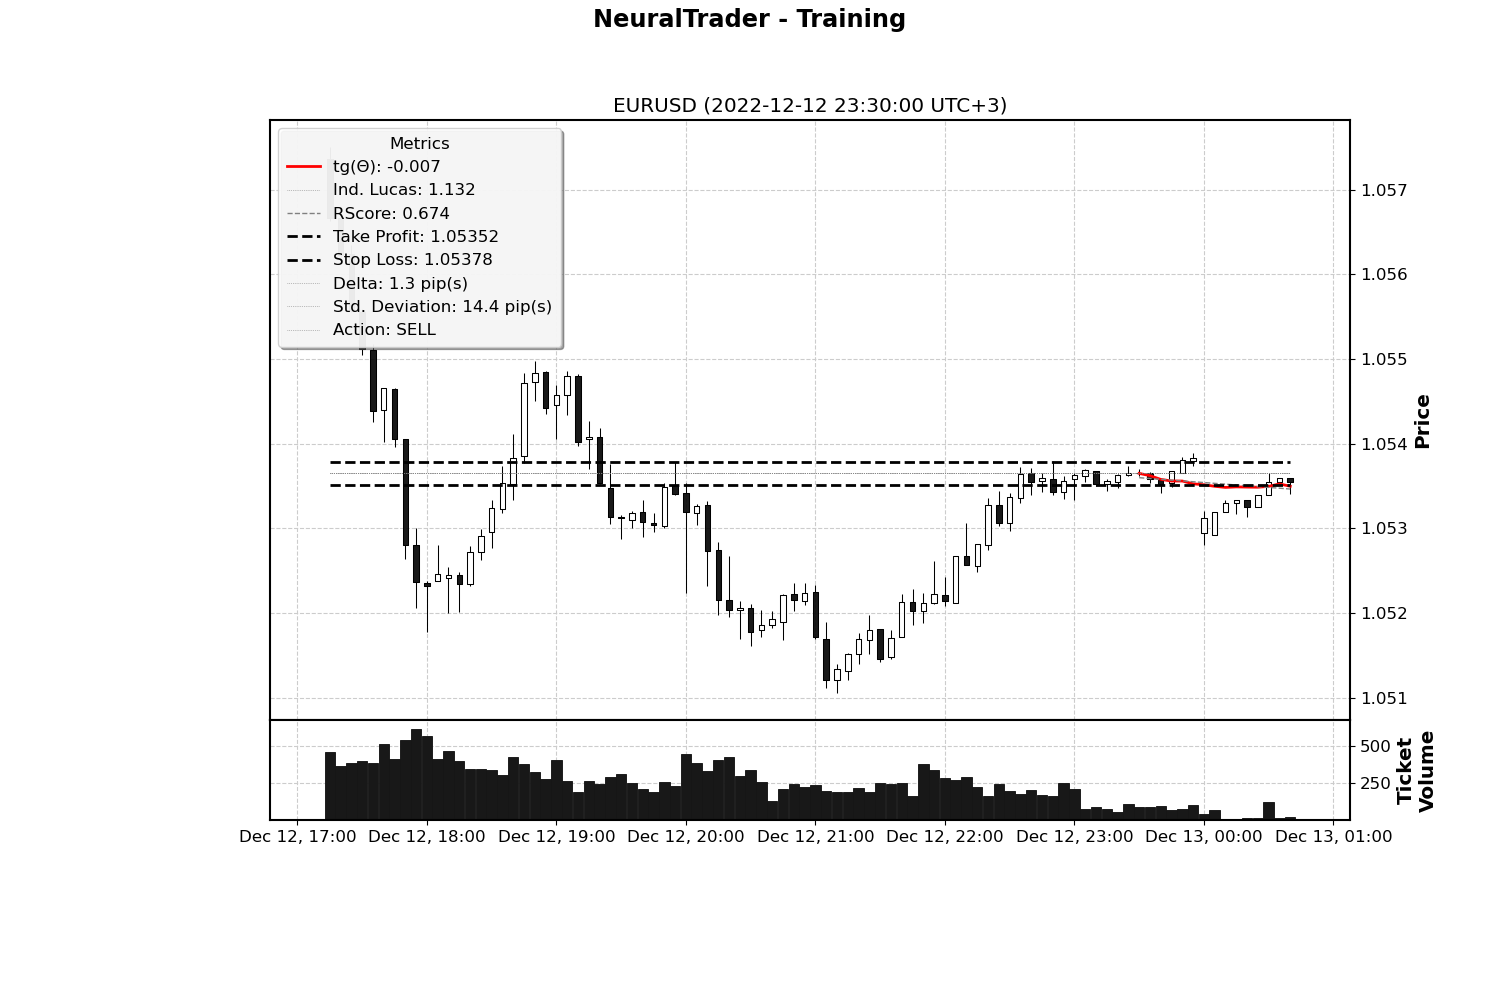 NeuralTrader - Training
EURUSD (2022-12-12 23:30:00 UTC+3)
Metrics
tg(Θ): -0.007
Ind. Lucas: 1.132
RScore: 0.674
Take Profit: 1.05352
Stop Loss: 1.05378
Delta: 1.3 pip(s)
Std. Deviation: 14.4 pip(s)
Action: SELL
1.057
1.056
1.055
1.054
1.053
1.052
1.051
Price
500
250
Ticket
Volume
Dec 12, 17:00 Dec 12, 18:00 Dec 12, 19:00 Dec 12, 20:00 Dec 12, 21:00 Dec 12, 22:00 Dec 12, 23:00 Dec 13, 00:00 Dec 13, 01:00